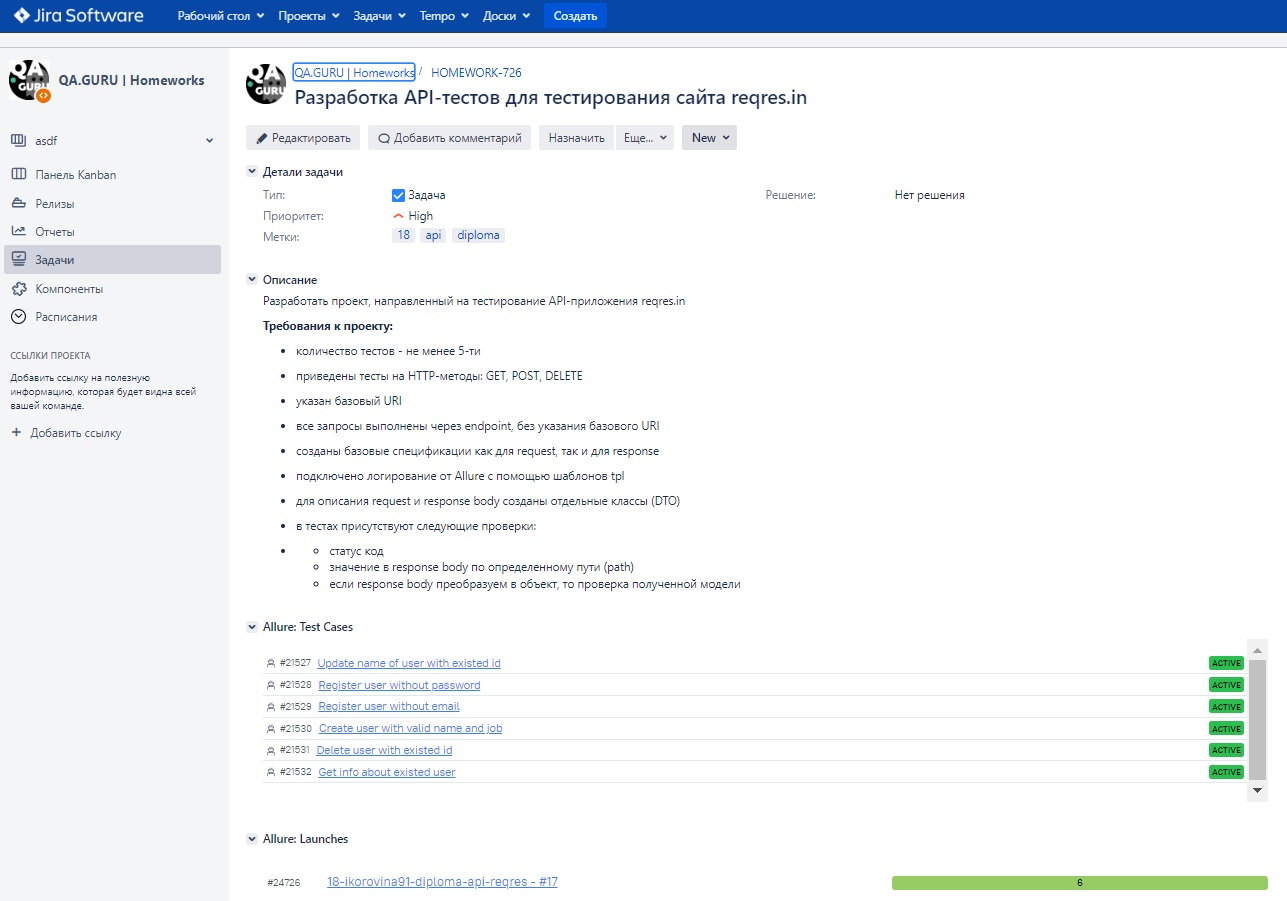 Jira Software
Рабочий стол Проекты Задачи Tempo Доски Создать
QA.GURU | Homeworks
asdf
Панель Kanban
Релизы
Отчеты
Задачи
Компоненты
Расписания
ССЫЛКИ ПРОЕКТА
Добавить ссылку на полезную
информацию, которая будет видна всей
вашей команде.
+ Добавить ссылку
QA.GURU | Homeworks / HOMEWORK-726
Разработка API-тестов для тестирования сайта reqres.in
Редактировать Добавить комментарий Назначить Еще... New
Детали задачи
Тип: Задача Решение: Нет решения
Приоритет: High
Метки: 18 api diploma
Описание
Разработать проект, направленный на тестирование API-приложения reqres.in
Требования к проекту:
• количество тестов - не менее 5-ти
• приведены тесты на HTTP-методы: GET, POST, DELETE
• указан базовый URI
• все запросы выполнены через endpoint, без указания базового URI
• созданы базовые спецификации как для request, так и для response
• подключено логирование от Allure с помощью шаблонов tpl
• для описания request и response body созданы отдельные классы (DTO)
• в тестах присутствуют следующие проверки:
• ◦ статус код
◦ значение в response body по определенному пути (path)
◦ если response body преобразуем в объект, то проверка полученной модели
Allure: Test Cases
#21527 Update name of user with existed id ACTIVE
#21528 Register user without password ACTIVE
#21529 Register user without email ACTIVE
#21530 Create user with valid name and job ACTIVE
#21531 Delete user with existed id ACTIVE
#21532 Get info about existed user ACTIVE
Allure: Launches
#24726 18-ikorovina91-diploma-api-reqres - #17 6